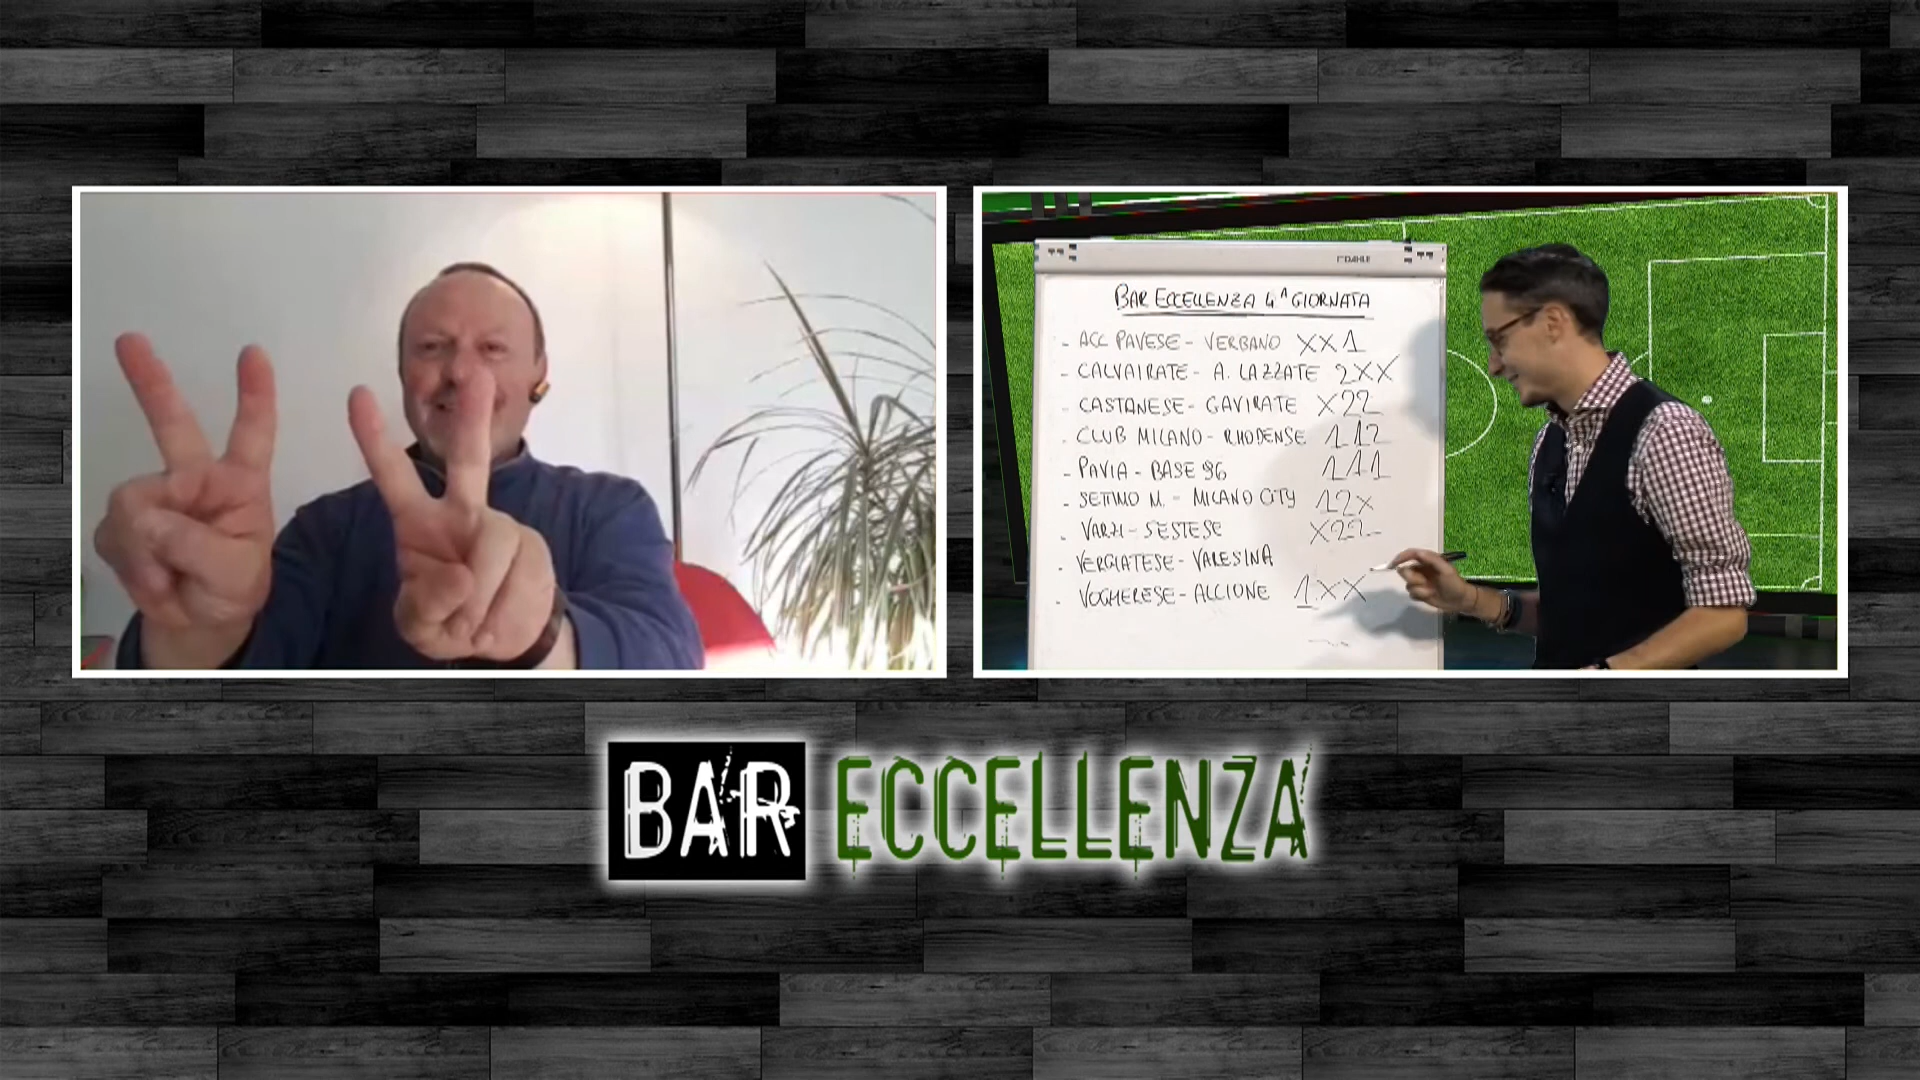 DAHLE
BAR ECCELLENZA 4ª GIORNATA
- ACC PAVESE - VERBANO XX1
- CALVAIRATE - A. LAZZATE 2XX
- CASTANESE - GAVIRATE X22
- CLUB MILANO - RHODENSE 112
- PAVIA - BASE 96 111
- SETTIMO M. - MILANO CITY 12X
- VARZI - SESTESE X22
- VERGIATESE - VARESINA
- VOGHERESE - ACCIONE 1XX
BAR ECCELLENZA